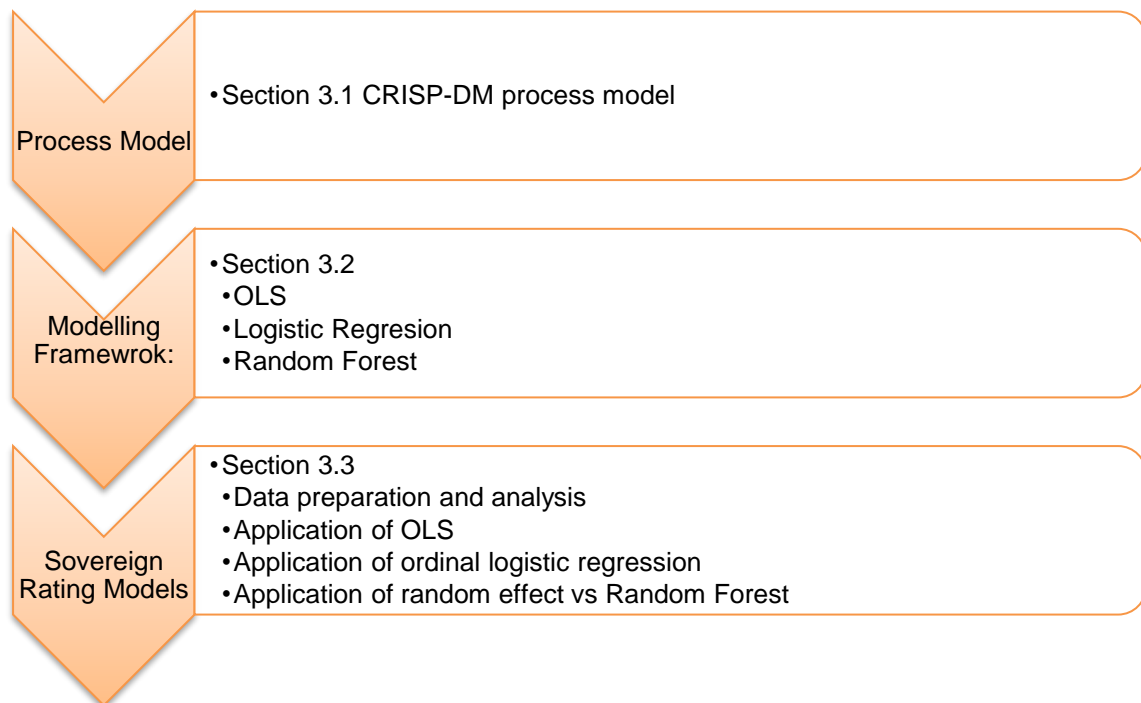 Process Model
•Section 3.1 CRISP-DM process model
Modelling
Framewrok:
•Section 3.2
•OLS
•Logistic Regresion
•Random Forest
Sovereign
Rating Models
•Section 3.3
•Data preparation and analysis
•Application of OLS
•Application of ordinal logistic regression
•Application of random effect vs Random Forest